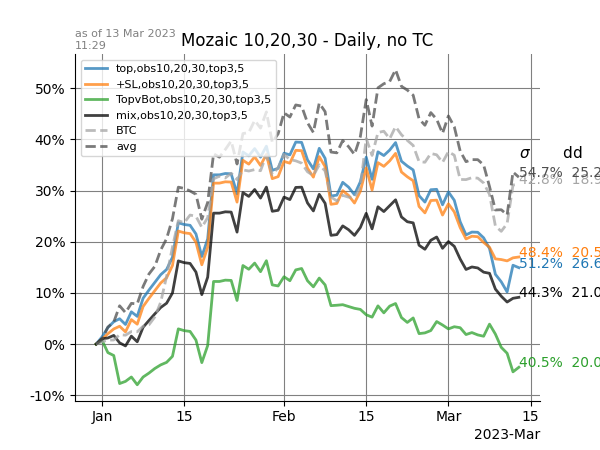 as of 13 Mar 2023
11:29
Mozaic 10,20,30 - Daily, no TC
top,obs10,20,30,top3,5
+SL,obs10,20,30,top3,5
TopvBot,obs10,20,30,top3,5
mix,obs10,20,30,top3,5
BTC
avg
50%
40%
30%
20%
10%
0%
-10%
σ dd
54.7% 25.2
42.8% 18.9
48.4% 20.5
51.2% 26.6
44.3% 21.0
40.5% 20.0
Jan 15 Feb 15 Mar 15
2023-Mar